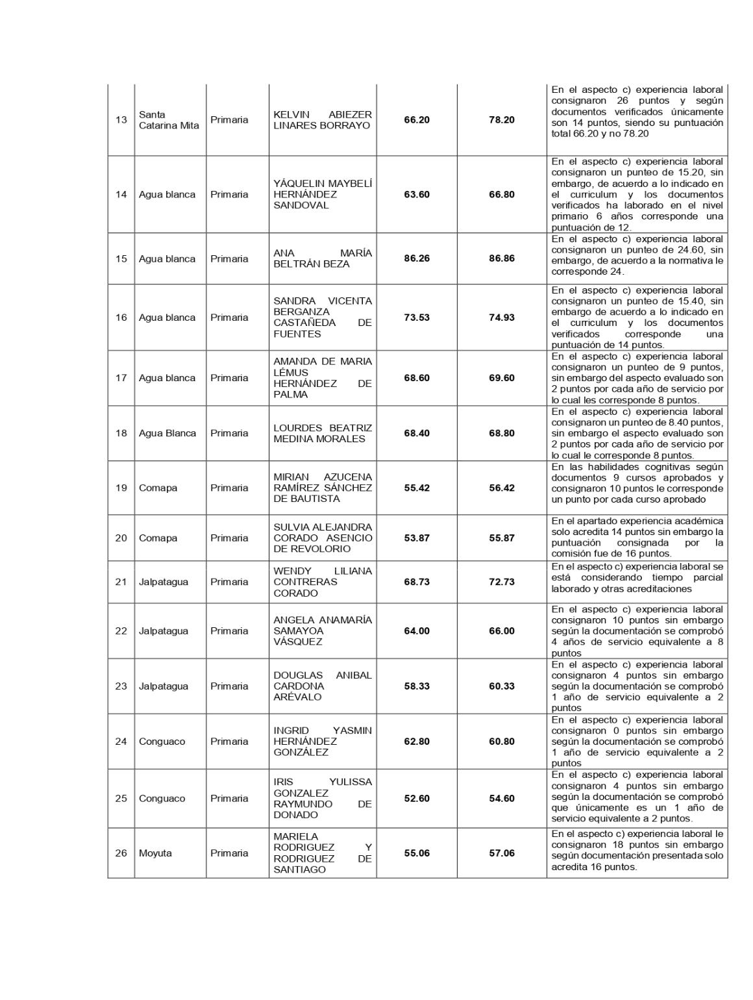 13
Santa
Catarina Mita
Primaria
KELVIN ABIEZER
LINARES BORRAYO
66.20
78.20
En el aspecto c) experiencia laboral
consignaron 26 puntos y según
documentos verificados únicamente
son 14 puntos, siendo su puntuación
total 66.20 y no 78.20
14
Agua blanca
Primaria
YÁQUELIN MAYBELÍ
HERNÁNDEZ
SANDOVAL
63.60
66.80
En el aspecto c) experiencia laboral
consignaron un punteo de 15.20, sin
embargo, de acuerdo a lo indicado en
el curriculum y los documentos
verificados ha laborado en el nivel
primario 6 años corresponde una
puntuación de 12.
15
Agua blanca
Primaria
ANA MARÍA
BELTRÁN BEZA
86.26
86.86
En el aspecto c) experiencia laboral
consignaron un punteo de 24.60, sin
embargo, de acuerdo a la normativa le
corresponde 24.
16
Agua blanca
Primaria
SANDRA VICENTA
BERGANZA
CASTAÑEDA DE
FUENTES
73.53
74.93
En el aspecto c) experiencia laboral
consignaron un punteo de 15.40, sin
embargo de acuerdo a lo indicado en
el curriculum y los documentos
verificados corresponde una
puntuación de 14 puntos.
17
Agua blanca
Primaria
AMANDA DE MARIA
LÉMUS
HERNÁNDEZ DE
PALMA
68.60
69.60
En el aspecto c) experiencia laboral
consignaron un punteo de 9 puntos,
sin embargo del aspecto evaluado son
2 puntos por cada año de servicio por
lo cual les corresponde 8 puntos.
18
Agua Blanca
Primaria
LOURDES BEATRIZ
MEDINA MORALES
68.40
68.80
En el aspecto c) experiencia laboral
consignaron un punteo de 8.40 puntos,
sin embargo el aspecto evaluado son
2 puntos por cada año de servicio por
lo cual le corresponde 8 puntos.
19
Comapa
Primaria
MIRIAN AZUCENA
RAMÍREZ SÁNCHEZ
DE BAUTISTA
55.42
56.42
En las habilidades cognitivas según
documentos 9 cursos aprobados y
consignaron 10 puntos le corresponde
un punto por cada curso aprobado
20
Comapa
Primaria
SULVIA ALEJANDRA
CORADO ASENCIO
DE REVOLORIO
53.87
55.87
En el apartado experiencia académica
solo acredita 14 puntos sin embargo la
puntuación consignada por la
comisión fue de 16 puntos.
21
Jalpatagua
Primaria
WENDY LILIANA
CONTRERAS
CORADO
68.73
72.73
En el aspecto c) experiencia laboral se
está considerando tiempo parcial
laborado y otras acreditaciones
22
Jalpatagua
Primaria
ANGELA ANAMARÍA
SAMAYOA
VÁSQUEZ
64.00
66.00
En el aspecto c) experiencia laboral
consignaron 10 puntos sin embargo
según la documentación se comprobó
4 años de servicio equivalente a 8
puntos
23
Jalpatagua
Primaria
DOUGLAS ANIBAL
CARDONA
ARÉVALO
58.33
60.33
En el aspecto c) experiencia laboral
consignaron 4 puntos sin embargo
según la documentación se comprobó
1 año de servicio equivalente a 2
puntos
24
Conguaco
Primaria
INGRID YASMIN
HERNÁNDEZ
GONZÁLEZ
62.80
60.80
En el aspecto c) experiencia laboral
consignaron 0 puntos sin embargo
según la documentación se comprobó
1 año de servicio equivalente a 2
puntos
25
Conguaco
Primaria
IRIS YULISSA
GONZALEZ
RAYMUNDO DE
DONADO
52.60
54.60
En el aspecto c) experiencia laboral
consignaron 4 puntos sin embargo
según la documentación se comprobó
que únicamente es un 1 año de
servicio equivalente a 2 puntos.
26
Moyuta
Primaria
MARIELA
RODRIGUEZ Y
RODRIGUEZ DE
SANTIAGO
55.06
57.06
En el aspecto c) experiencia laboral le
consignaron 18 puntos sin embargo
según documentación presentada solo
acredita 16 puntos.